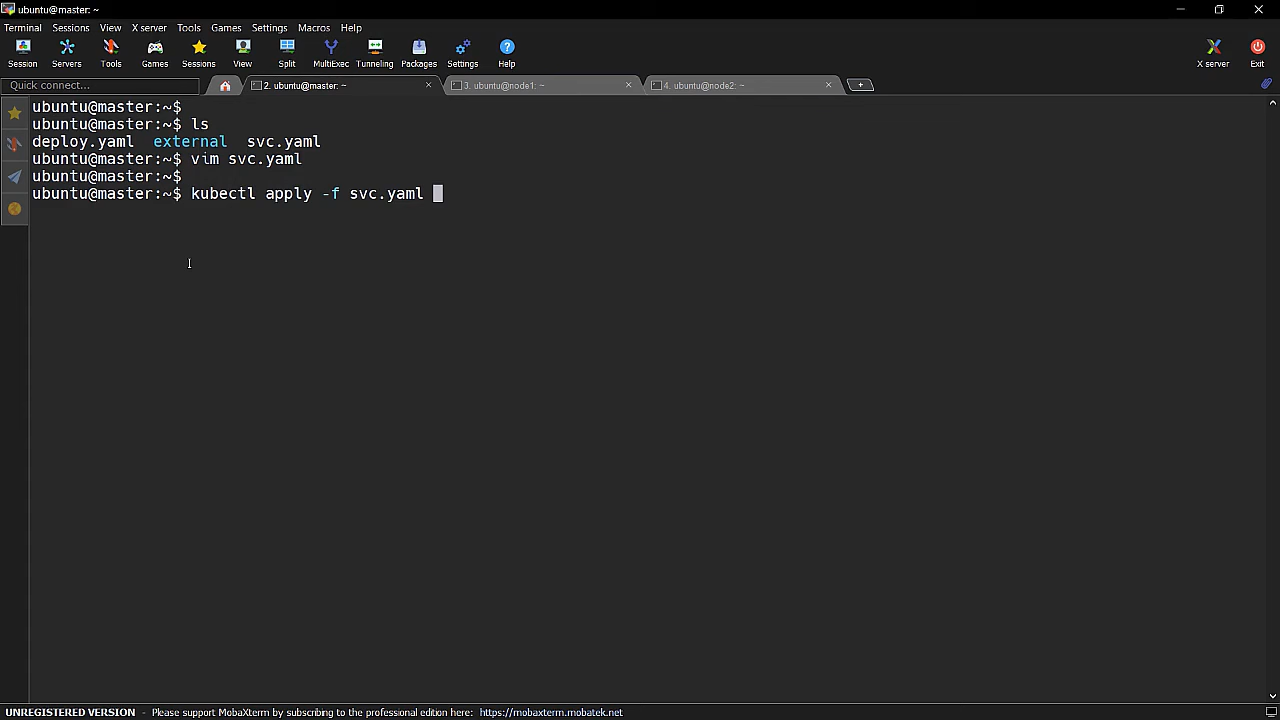 ubuntu@master: ~
Terminal Sessions View X server Tools Games Settings Macros Help
Session Servers Tools Games Sessions View Split MultiExec Tunneling Packages Settings Help X server Exit
Quick connect... 2. ubuntu@master: ~ 3. ubuntu@node1: ~ 4. ubuntu@node2: ~
ubuntu@master:~$
ubuntu@master:~$ ls
deploy.yaml external svc.yaml
ubuntu@master:~$ vim svc.yaml
ubuntu@master:~$
ubuntu@master:~$ kubectl apply -f svc.yaml
UNREGISTERED VERSION - Please support MobaXterm by subscribing to the professional edition here: https://mobaxterm.mobatek.net